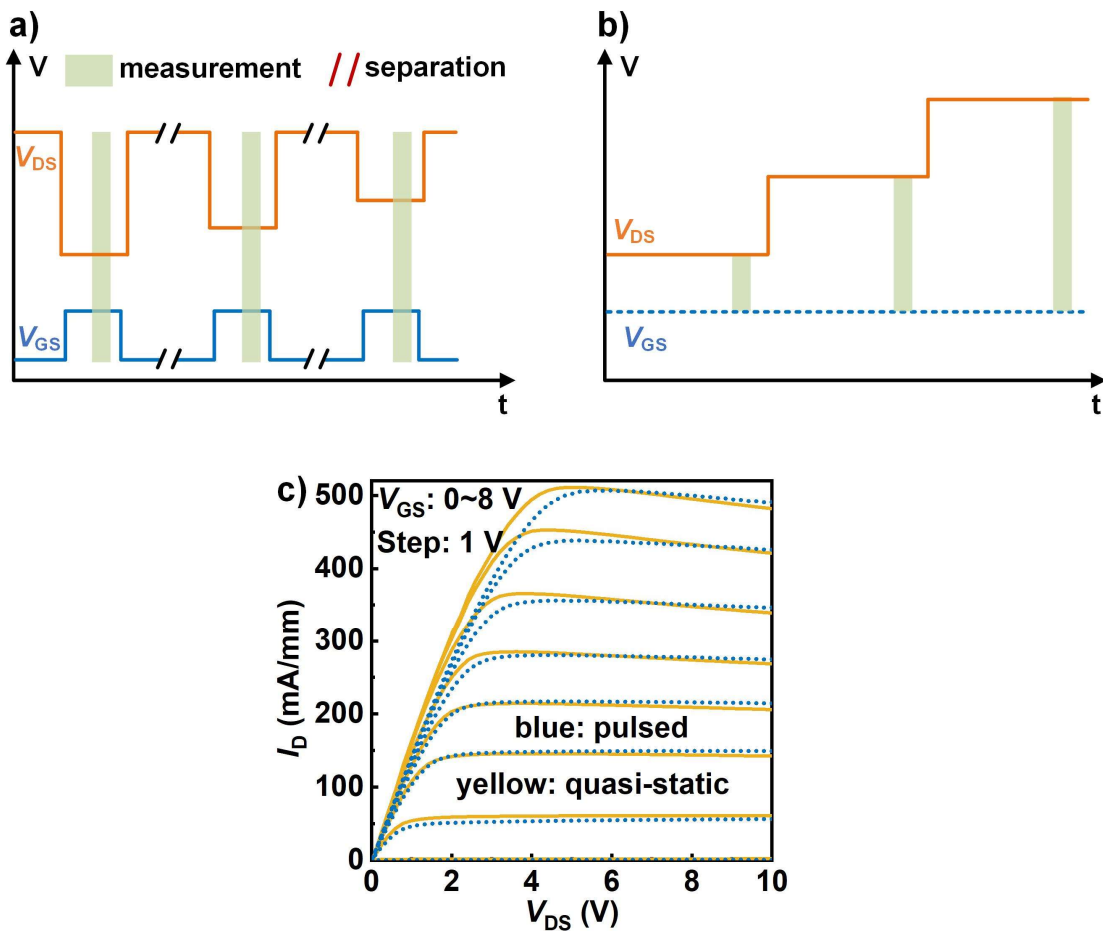 a)
V
measurement
separation
VDS
VGS
t
b)
V
VDS
VGS
t
c)
VGS: 0~8 V
Step: 1 V
blue: pulsed
yellow: quasi-static
ID (mA/mm)
500
400
300
200
100
0
0 2 4 6 8 10
VDS (V)